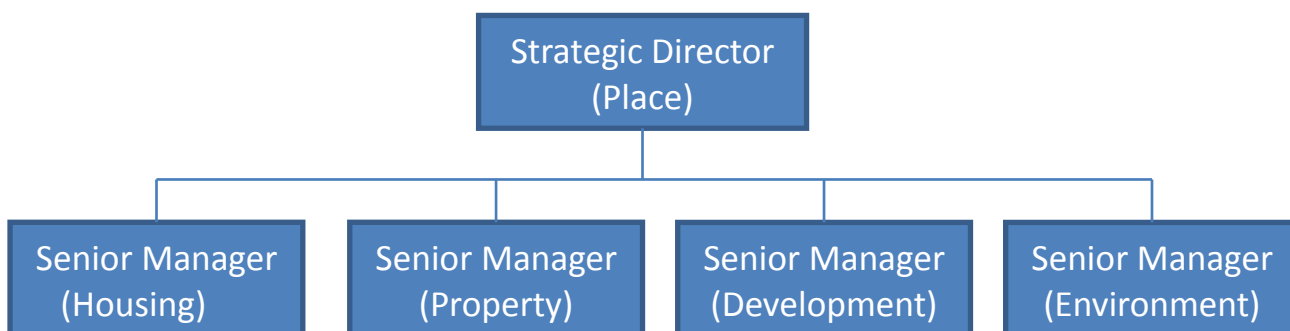 Strategic Director
(Place)
Senior Manager
(Housing)
Senior Manager
(Property)
Senior Manager
(Development)
Senior Manager
(Environment)